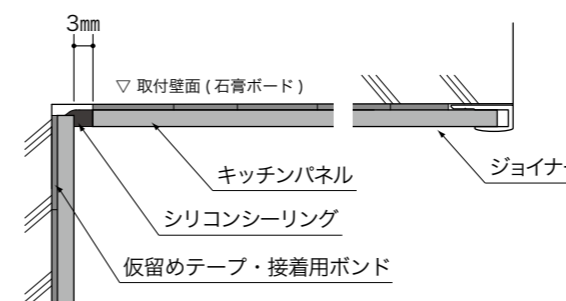 3mm
▽ 取付壁面 ( 石膏ボード )
キッチンパネル
ジョイナ
シリコンシーリング
仮留めテープ・接着用ボンド